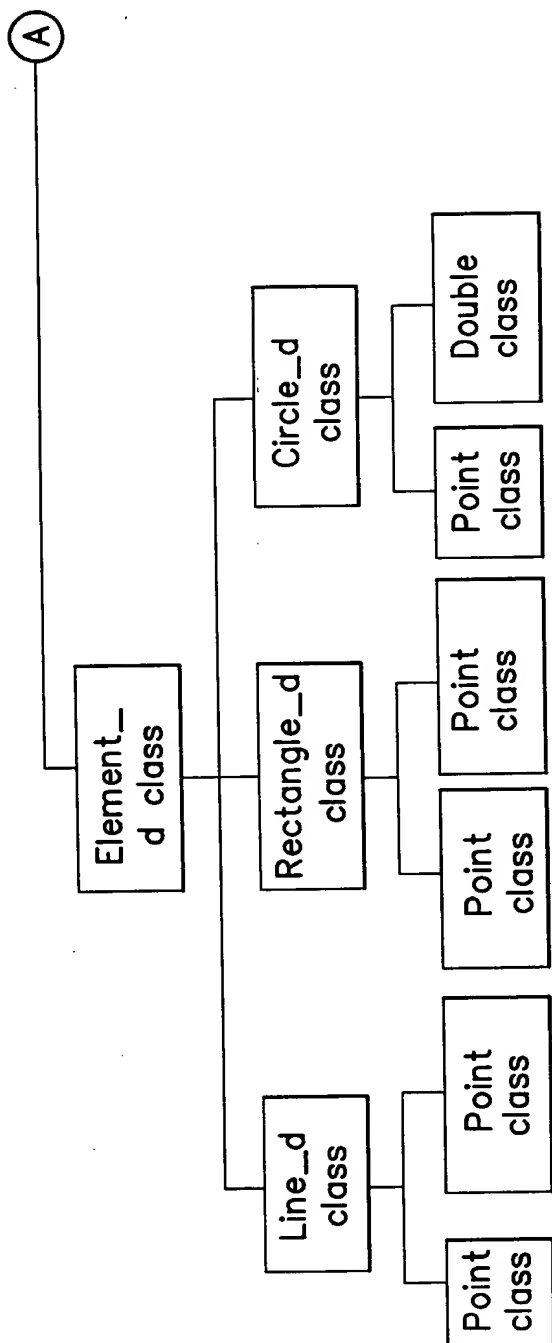 A
Element_
d class
Line_d
class
Rectangle_d
class
Circle_d
class
Point
class
Point
class
Point
class
Point
class
Point
class
Double
class